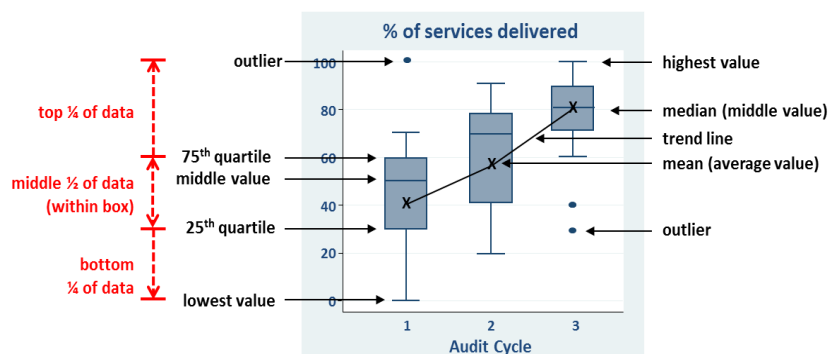 % of services delivered
outlier
100
highest value
top ¼ of data
80
median (middle value)
trend line
75th quartile
60
mean (average value)
middle value
middle ½ of data
(within box)
40
25th quartile
outlier
20
bottom
¼ of data
lowest value
0
X
X
X
1
2
3
Audit Cycle